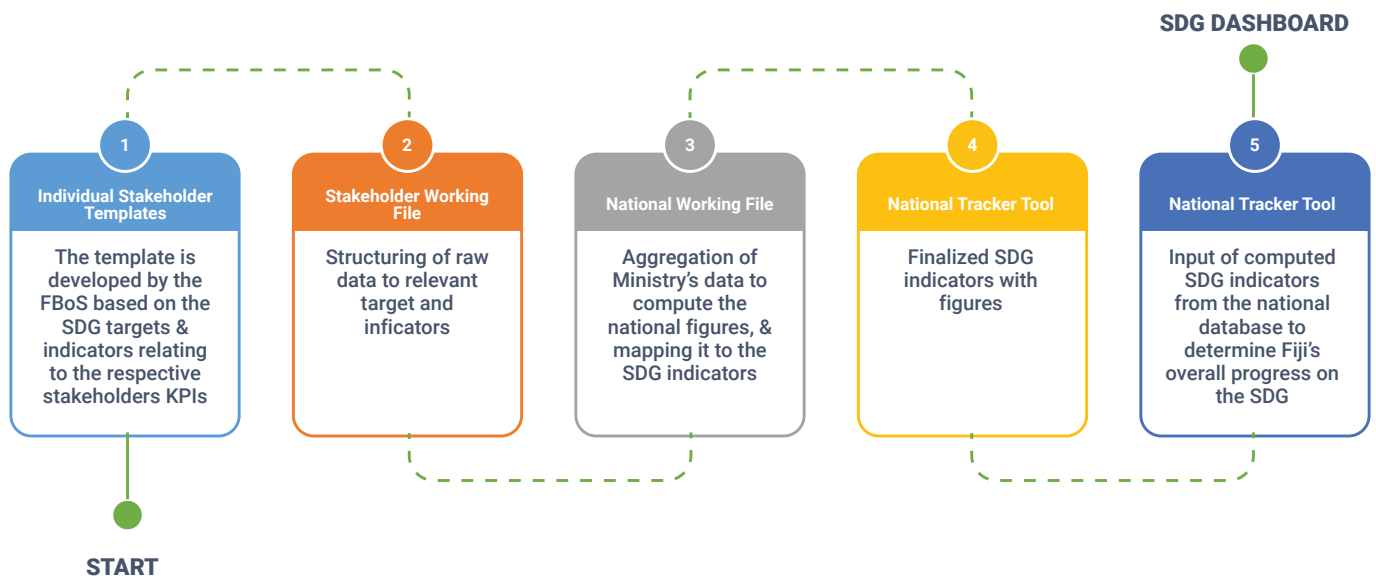 SDG DASHBOARD
1
Individual Stakeholder
Templates
The template is
developed by the
FBoS based on the
SDG targets &
indicators relating
to the respective
stakeholders KPIs
2
Stakeholder Working
File
Structuring of raw
data to relevant
target and
inficators
3
National Working File
Aggregation of
Ministry's data to
compute the
national figures, &
mapping it to the
SDG indicators
4
National Tracker Tool
Finalized SDG
indicators with
figures
5
National Tracker Tool
Input of computed
SDG indicators
from the national
database to
determine Fiji's
overall progress on
the SDG
START